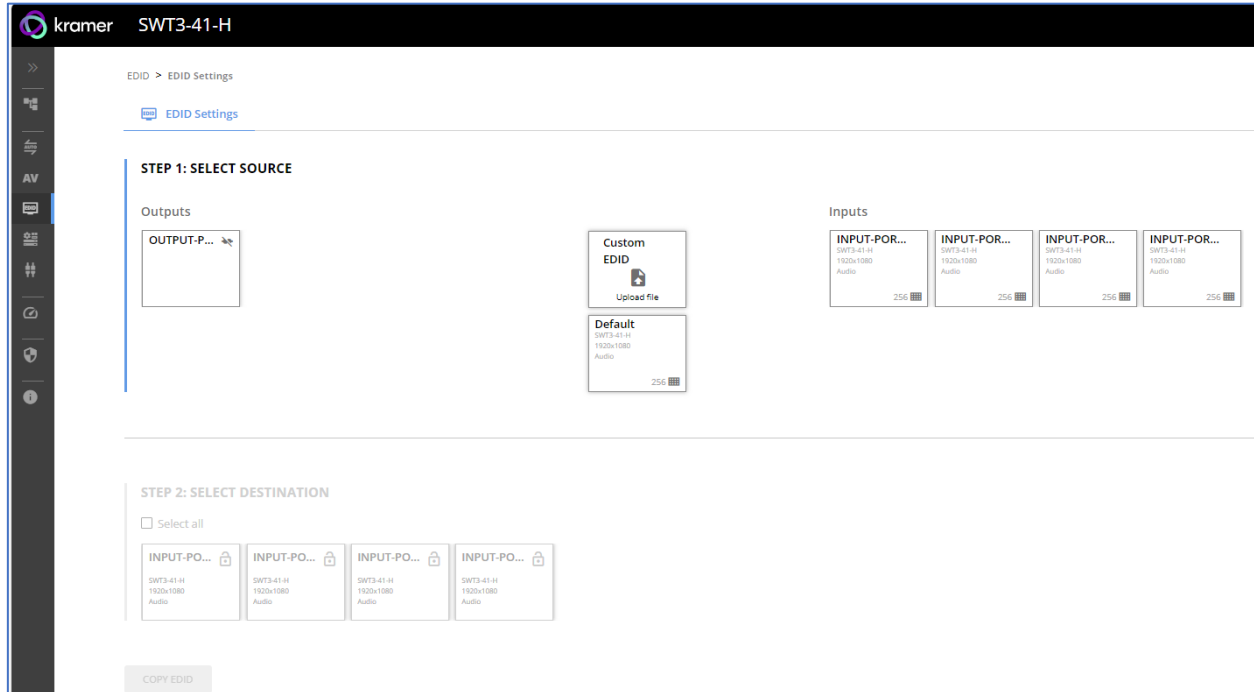 kramer SWT3-41-H
EDID > EDID Settings
EDID Settings
STEP 1: SELECT SOURCE
Outputs
OUTPUT-P...
Custom
EDID
Upload file
Default
SWT3-41-H
1920x1080
Audio
256
Inputs
INPUT-POR...
SWT3-41-H
1920x1080
Audio
256
INPUT-POR...
SWT3-41-H
1920x1080
Audio
256
INPUT-POR...
SWT3-41-H
1920x1080
Audio
256
INPUT-POR...
SWT3-41-H
1920x1080
Audio
256
AV
STEP 2: SELECT DESTINATION
Select all
INPUT-PO...
SWT3-41-H
1920x1080
Audio
INPUT-PO...
SWT3-41-H
1920x1080
Audio
INPUT-PO...
SWT3-41-H
1920x1080
Audio
INPUT-PO...
SWT3-41-H
1920x1080
Audio
COPY EDID